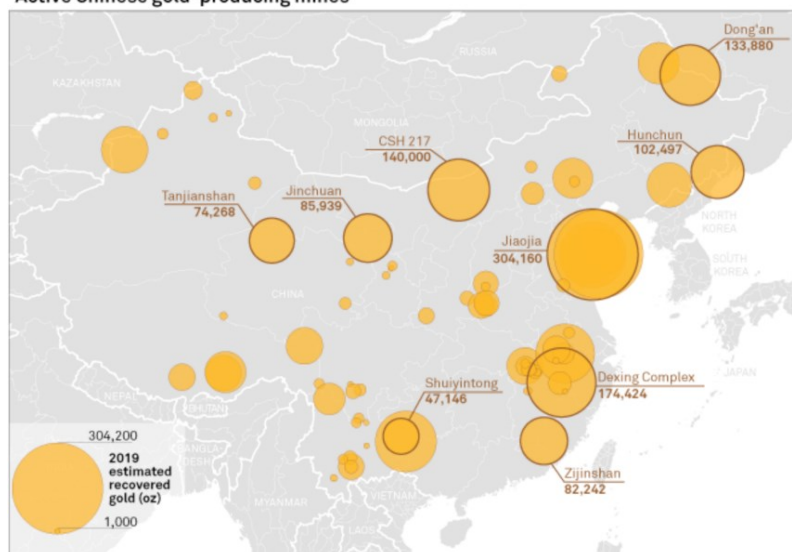 Active Chinese gold-producing mines
RUSSIA
Dong'an
133,880
KAZAKHSTAN
MONGOLIA
CSH 217
140,000
Hunchun
102,497
Tanjianshan
74,268
Jinchuan
85,939
NORTH
KOREA
Jiaojia
304,160
SOUTH
KOREA
CHINA
JAPAN
Shuiyintong
47,146
Dexing Complex
174,424
NEPAL
BHUTAN
BANGLA
DESH
304,200
2019
estimated
recovered
gold (oz)
1,000
Zijinshan
82,242
MYANMAR
VIETNAM
LAOS